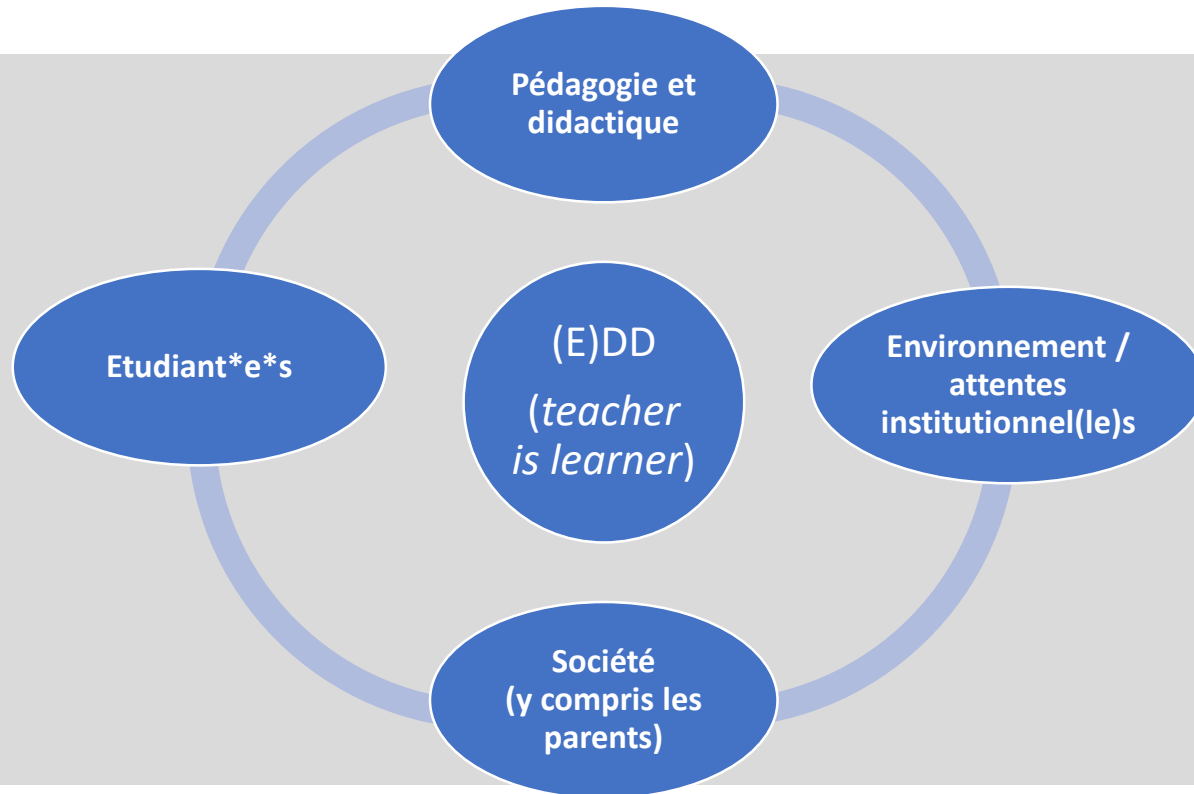 Pédagogie et
didactique
Etudiant*e*s
(E)DD
(teacher
is learner)
Environnement /
attentes
institutionnel(le)s
Société
(y compris les
parents)